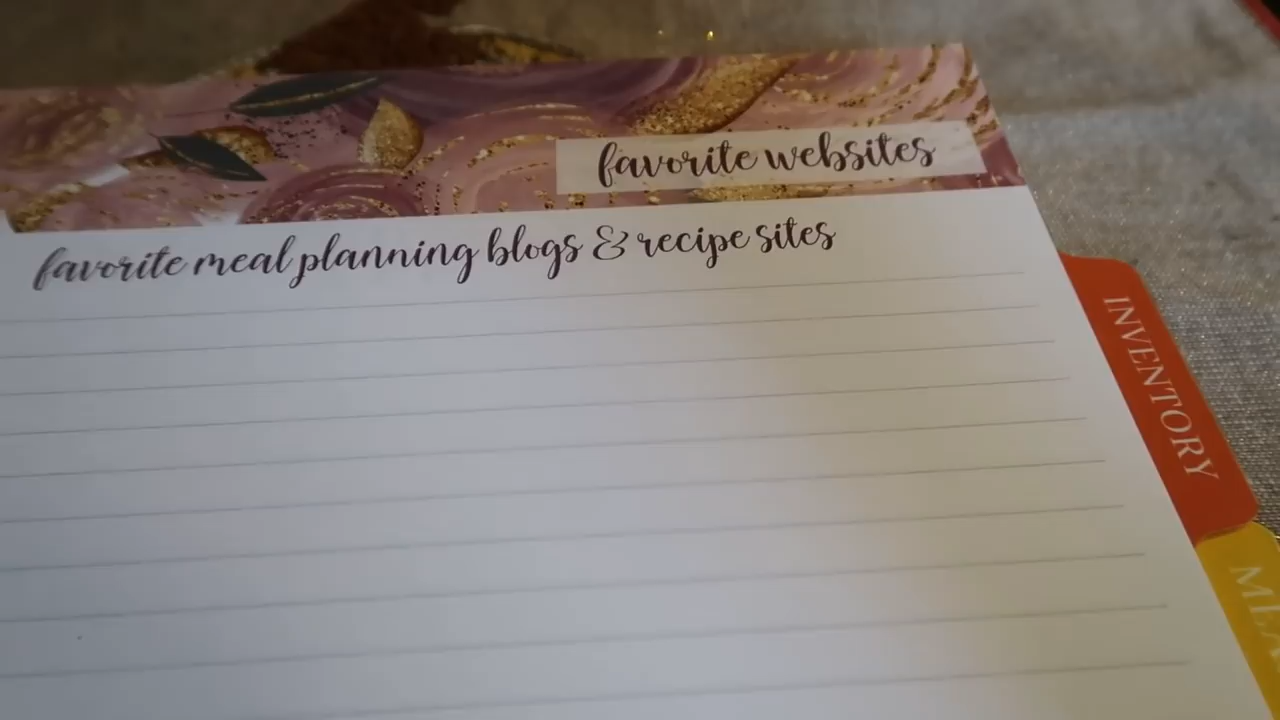 favorite websites
favorite meal planning blogs & recipe sites
INVENTORY